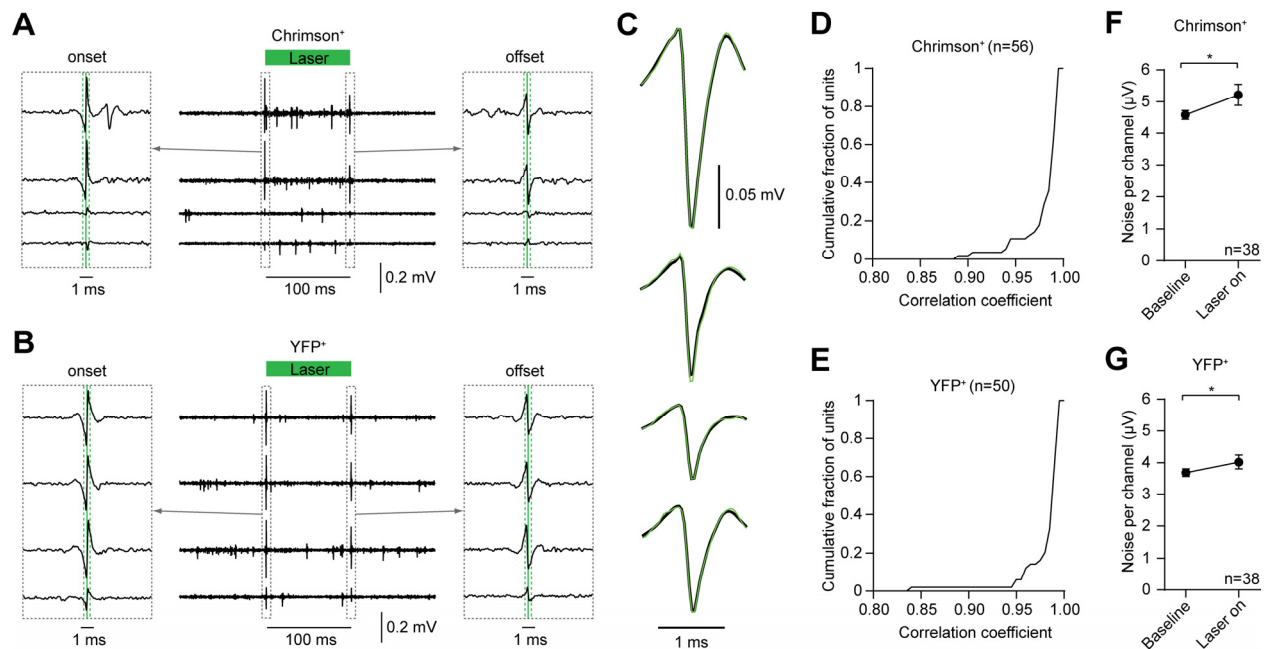 A
Chrimson⁺
Laser
onset
offset
1 ms
100 ms
0.2 mV
1 ms
B
YFP⁺
Laser
onset
offset
1 ms
100 ms
0.2 mV
1 ms
C
0.05 mV
1 ms
D
Chrimson⁺ (n=56)
Cumulative fraction of units
1
0.8
0.6
0.4
0.2
0
0.80
0.85
0.90
0.95
1.00
Correlation coefficient
E
YFP⁺ (n=50)
Cumulative fraction of units
1
0.8
0.6
0.4
0.2
0
0.80
0.85
0.90
0.95
1.00
Correlation coefficient
F
Chrimson⁺
*
Noise per channel (µV)
6
5
4
3
2
1
0
n=38
Baseline
Laser on
G
YFP⁺
*
Noise per channel (µV)
6
5
4
3
2
1
0
n=38
Baseline
Laser on